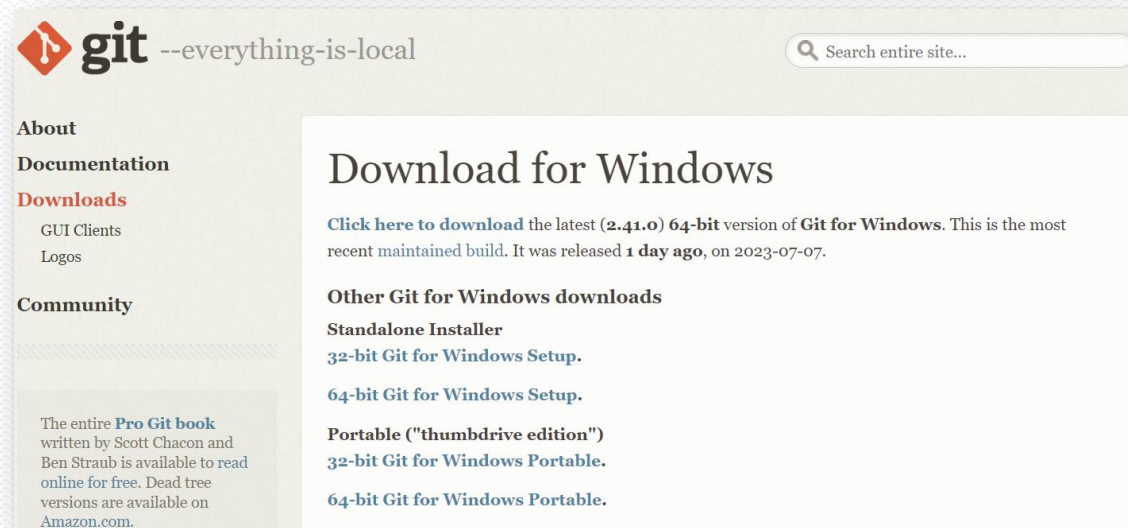 git --everything-is-local
Search entire site...
About
Documentation
Downloads
GUI Clients
Logos
Community
The entire Pro Git book
written by Scott Chacon and
Ben Straub is available to read
online for free. Dead tree
versions are available on
Amazon.com.
Download for Windows
Click here to download the latest (2.41.0) 64-bit version of Git for Windows. This is the most
recent maintained build. It was released 1 day ago, on 2023-07-07.
Other Git for Windows downloads
Standalone Installer
32-bit Git for Windows Setup.
64-bit Git for Windows Setup.
Portable ("thumbdrive edition")
32-bit Git for Windows Portable.
64-bit Git for Windows Portable.